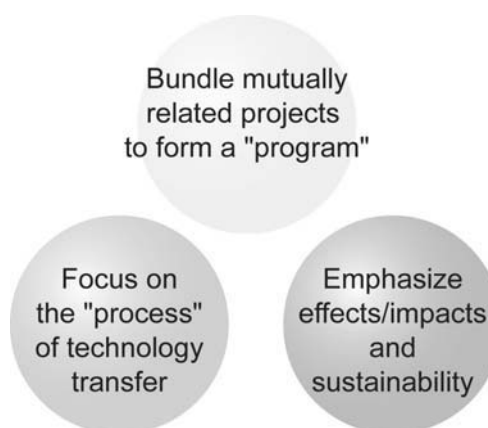 Bundle mutually
related projects
to form a "program"
Focus on
the "process"
of technology
transfer
Emphasize
effects/impacts
and
sustainability